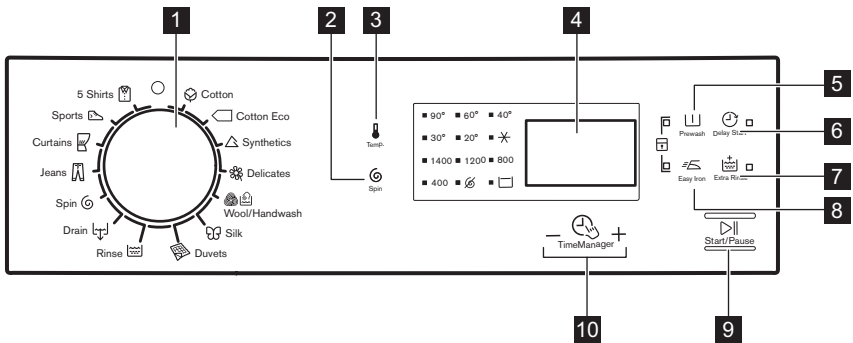 1
2
3
4
5
6
7
8
9
10
5 Shirts
Sports
Curtains
Jeans
Spin
Drain
Rinse
Cotton
Cotton Eco
Synthetics
Delicates
Wool/Handwash
Silk
Duvets
Temp.
Spin
90° 60° 40°
30° 20°
1400 1200 800
400
TimeManager
− +
Prewash
Delay Start
Easy Iron
Extra Rinse
Start/Pause